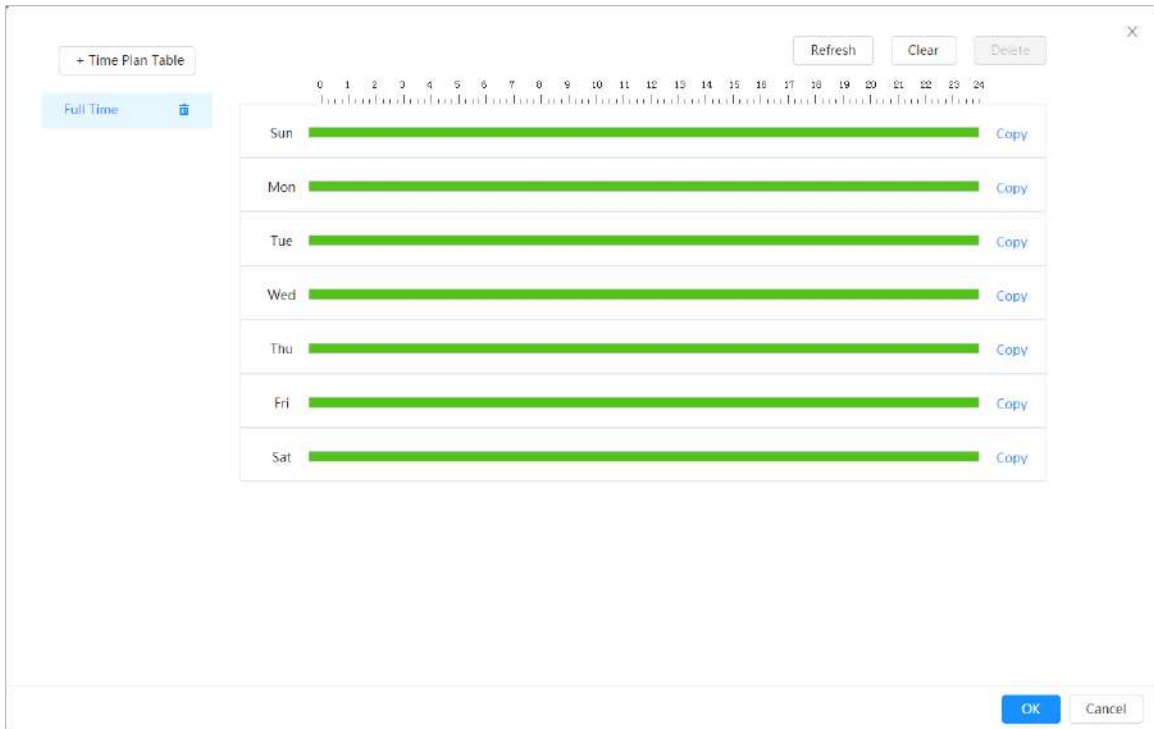 + Time Plan Table
Refresh Clear Delete
0 1 2 3 4 5 6 7 8 9 10 11 12 13 14 15 16 17 18 19 20 21 22 23 24
Full Time
Sun Copy
Mon Copy
Tue Copy
Wed Copy
Thu Copy
Fri Copy
Sat Copy
OK Cancel